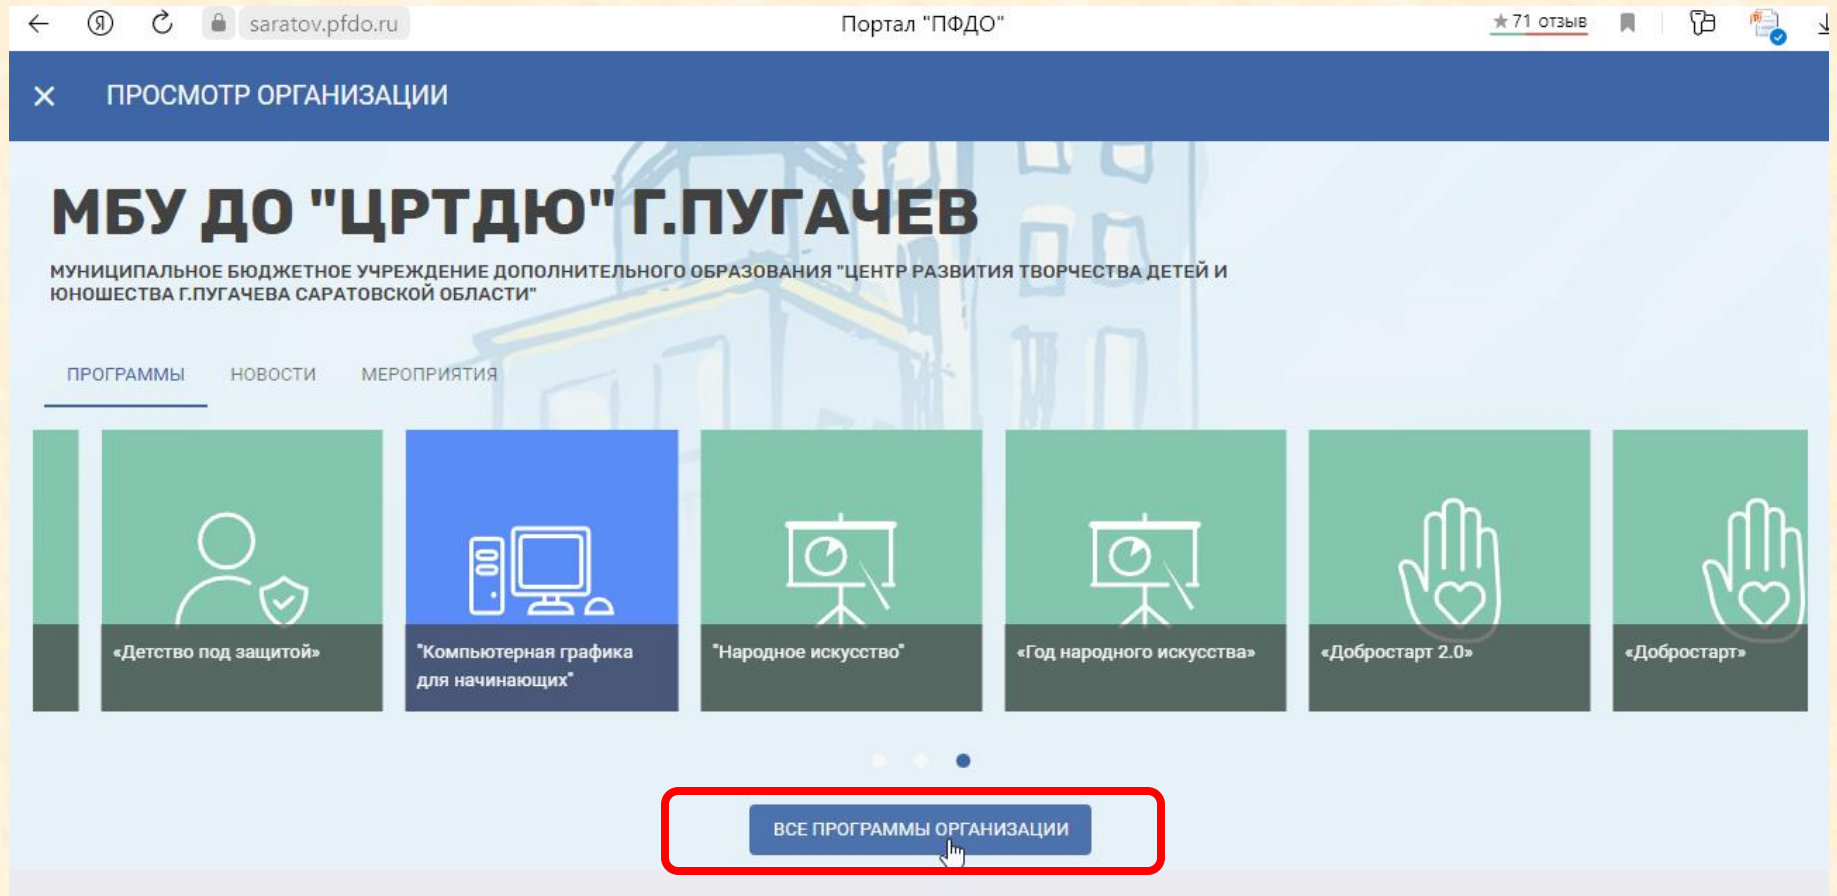 saratov.pfdo.ru
Портал "ПФДО"
71 отзыв
ПРОСМОТР ОРГАНИЗАЦИИ
МБУ ДО "ЦРТДЮ" Г.ПУГАЧЕВ
МУНИЦИПАЛЬНОЕ БЮДЖЕТНОЕ УЧРЕЖДЕНИЕ ДОПОЛНИТЕЛЬНОГО ОБРАЗОВАНИЯ "ЦЕНТР РАЗВИТИЯ ТВОРЧЕСТВА ДЕТЕЙ И
ЮНОШЕСТВА Г.ПУГАЧЕВА САРАТОВСКОЙ ОБЛАСТИ"
ПРОГРАММЫ НОВОСТИ МЕРОПРИЯТИЯ
«Детство под защитой»
"Компьютерная графика
для начинающих"
"Народное искусство"
«Год народного искусства»
«Добростарт 2.0»
«Добростарт»
ВСЕ ПРОГРАММЫ ОРГАНИЗАЦИИ